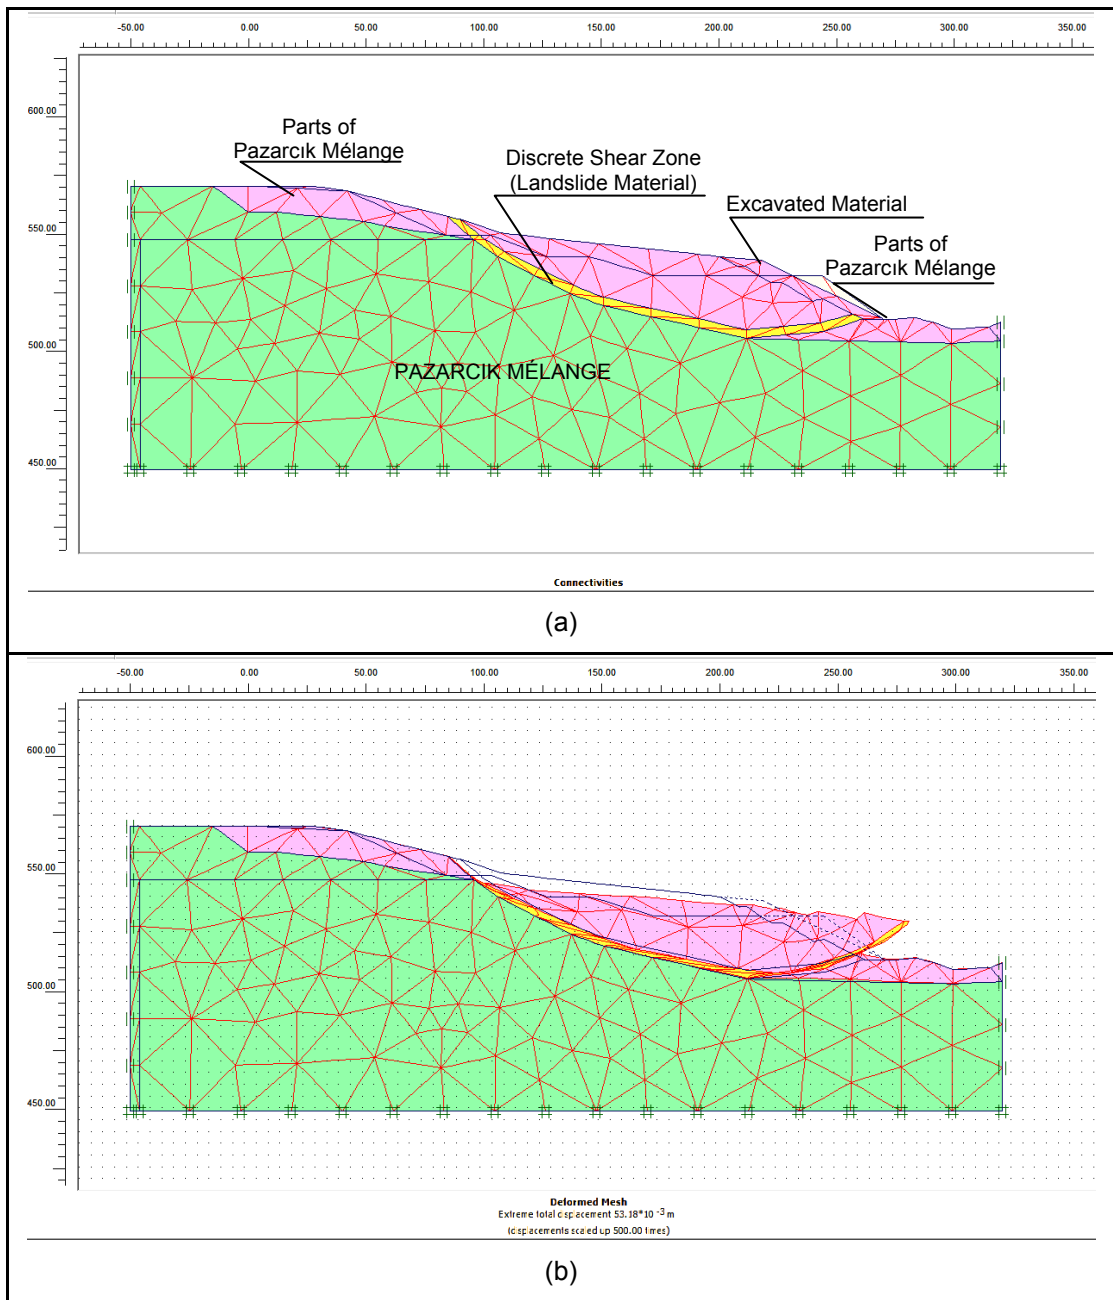 -50.00 0.00 50.00 100.00 150.00 200.00 250.00 300.00 350.00
600.00
Parts of
Pazarcık Mélange
Discrete Shear Zone
(Landslide Material)
Excavated Material
Parts of
Pazarcık Mélange
550.00
500.00
PAZARCIK MÉLANGE
450.00
Connectivities
(a)
-50.00 0.00 50.00 100.00 150.00 200.00 250.00 300.00 350.00
600.00
550.00
500.00
450.00
Deformed Mesh
Extreme total displacement 53.18*10 -3 m
(displacements scaled up 500.00 times)
(b)